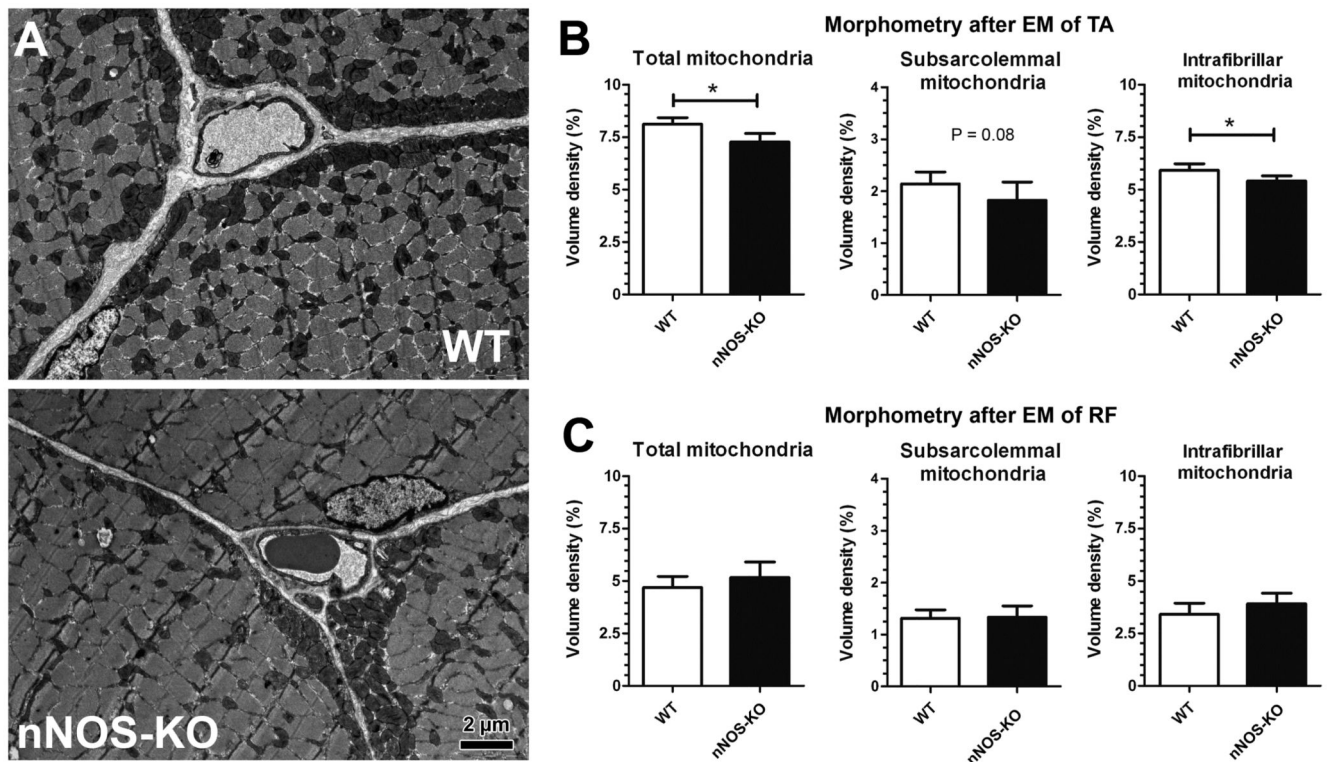 A
WT
nNOS-KO
2 µm
B
Morphometry after EM of TA
Total mitochondria
Volume density (%)
10
7.5
5
2.5
0
*
WT
nNOS-KO
Subsarcolemmal
mitochondria
Volume density (%)
4
3
2
1
0
P = 0.08
WT
nNOS-KO
Intrafibrillar
mitochondria
Volume density (%)
10
7.5
5
2.5
0
*
WT
nNOS-KO
C
Morphometry after EM of RF
Total mitochondria
Volume density (%)
10
7.5
5
2.5
0
WT
nNOS-KO
Subsarcolemmal
mitochondria
Volume density (%)
4
3
2
1
0
WT
nNOS-KO
Intrafibrillar
mitochondria
Volume density (%)
10
7.5
5
2.5
0
WT
nNOS-KO